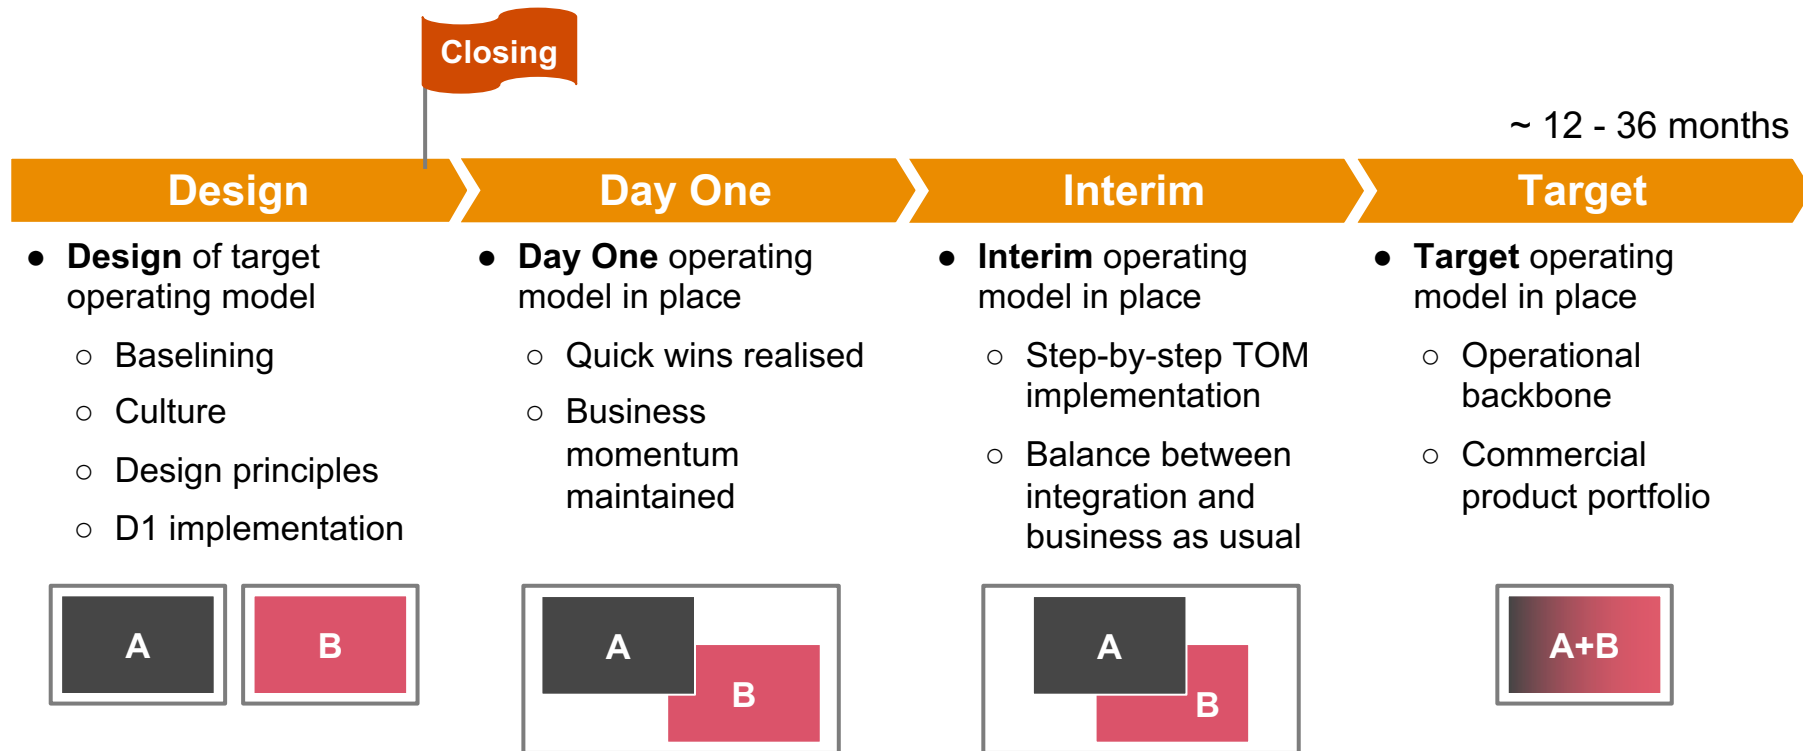 Closing
~ 12 - 36 months
Design
Day One
Interim
Target
● Design of target
operating model
○ Baselining
○ Culture
○ Design principles
○ D1 implementation
● Day One operating
model in place
○ Quick wins realised
○ Business
momentum
maintained
● Interim operating
model in place
○ Step-by-step TOM
implementation
○ Balance between
integration and
business as usual
● Target operating
model in place
○ Operational
backbone
○ Commercial
product portfolio
A
B
A
B
A
B
A+B